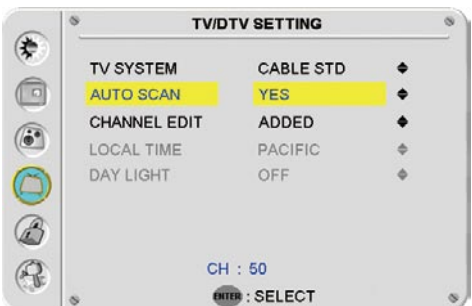 TV/DTV SETTING
TV SYSTEM CABLE STD
AUTO SCAN YES
CHANNEL EDIT ADDED
LOCAL TIME PACIFIC
DAY LIGHT OFF
CH : 50
ENTER : SELECT